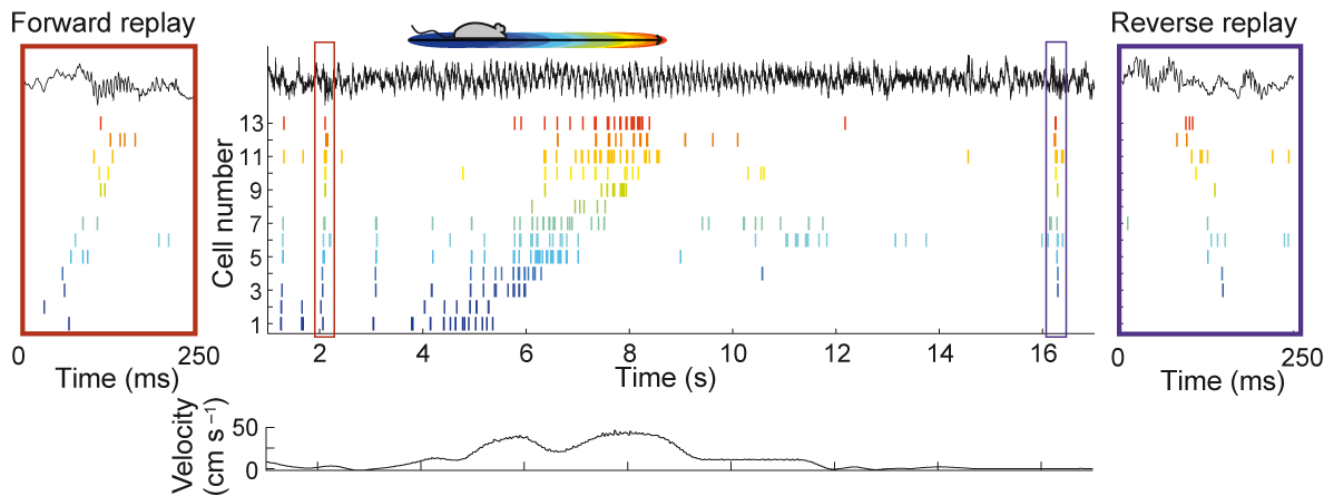 Forward replay
Reverse replay
Cell number
13
11
9
7
5
3
1
0
250
Time (ms)
2
4
6
8
10
12
14
16
Time (s)
0
250
Time (ms)
Velocity
(cm s⁻¹)
50
0